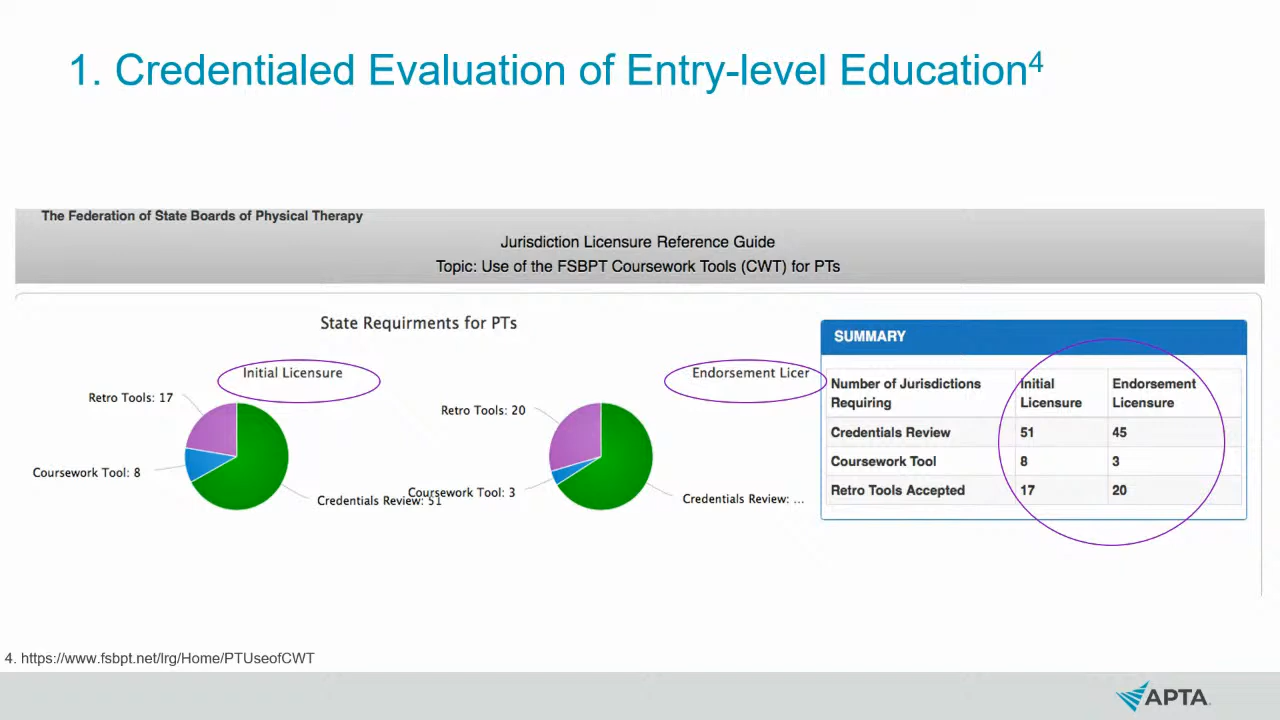 1. Credentialed Evaluation of Entry-level Education4
The Federation of State Boards of Physical Therapy
Jurisdiction Licensure Reference Guide
Topic: Use of the FSBPT Coursework Tools (CWT) for PTs
State Requirments for PTs
Initial Licensure
Retro Tools: 17
Coursework Tool: 8
Credentials Review: 51
Endorsement Licer
Retro Tools: 20
Coursework Tool: 3
Credentials Review: ...
SUMMARY
Number of Jurisdictions Requiring Initial Licensure Endorsement Licensure
Credentials Review 51 45
Coursework Tool 8 3
Retro Tools Accepted 17 20
4. https://www.fsbpt.net/lrg/Home/PTUseofCWT
APTA